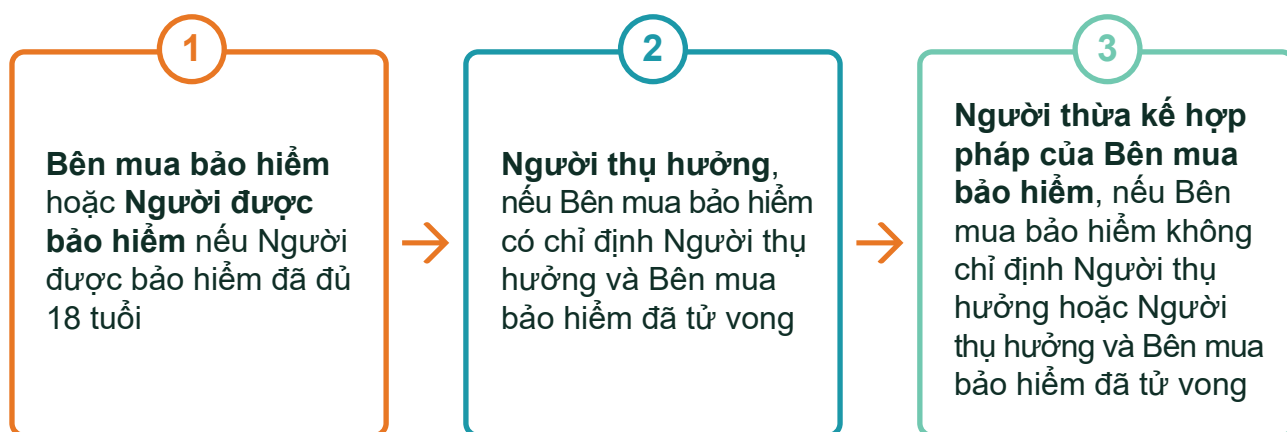 1
Bên mua bảo hiểm
hoặc Người được
bảo hiểm nếu Người
được bảo hiểm đã đủ
18 tuổi
2
Người thụ hưởng,
nếu Bên mua bảo hiểm
có chỉ định Người thụ
hưởng và Bên mua
bảo hiểm đã tử vong
3
Người thừa kế hợp
pháp của Bên mua
bảo hiểm, nếu Bên
mua bảo hiểm không
chỉ định Người thụ
hưởng hoặc Người
thụ hưởng và Bên mua
bảo hiểm đã tử vong